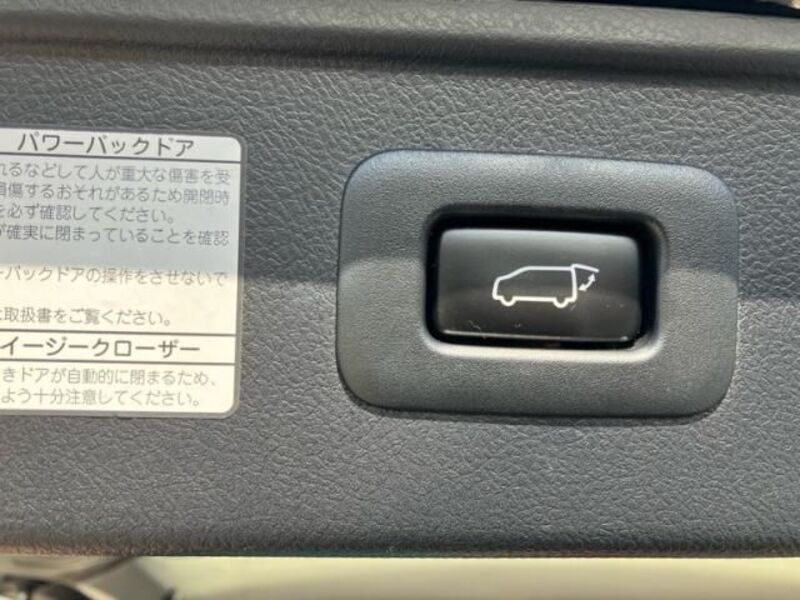 パワーバックドア
れるなどして人が重大な傷害を受
損傷するおそれがあるため開閉時
を必ず確認してください。
が確実に閉まっていることを確認
ーバックドアの操作をさせないで
な取扱書をご覧ください。
イージークローザー
きドアが自動的に閉まるため、
よう十分注意してください。